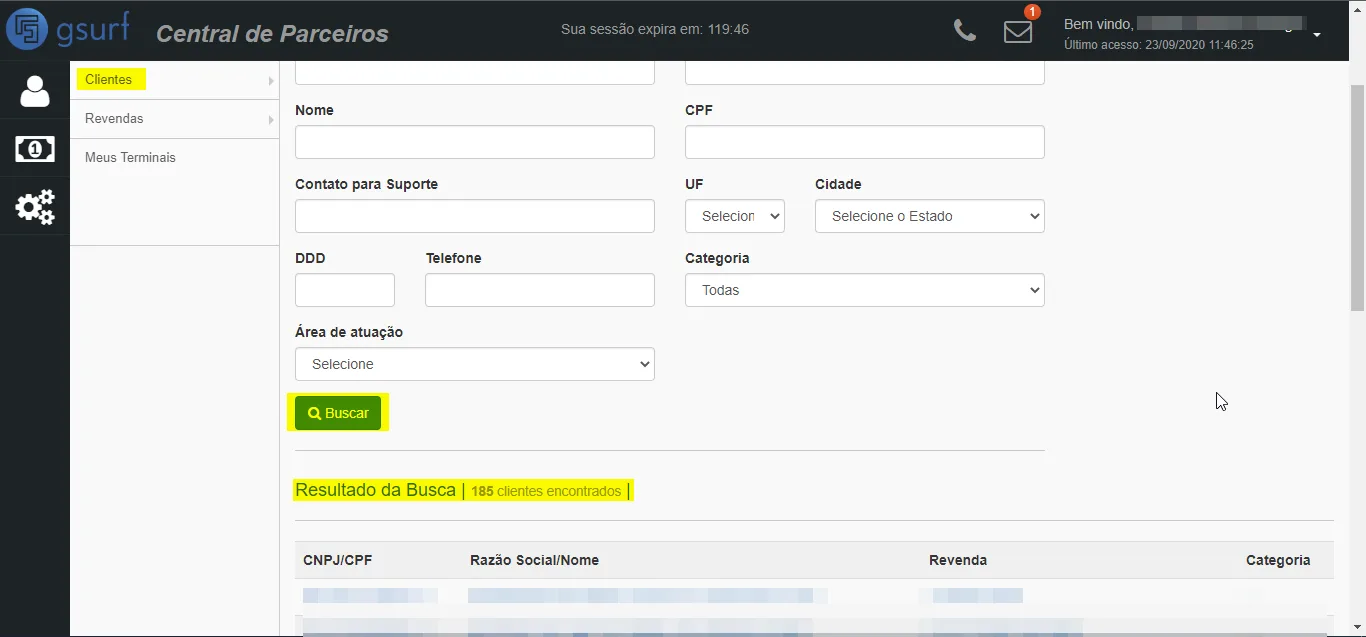 gsurf Central de Parceiros Sua sessão expira em: 119:46 1 Bem vindo,
Último acesso: 23/09/2020 11:46:25
Clientes
Revendas
Meus Terminais
1
Nome CPF
Contato para Suporte UF Cidade
Selecion Selecione o Estado
DDD Telefone Categoria
Todas
Área de atuação
Selecione
Buscar
Resultado da Busca | 185 clientes encontrados |
CNPJ/CPF Razão Social/Nome Revenda Categoria